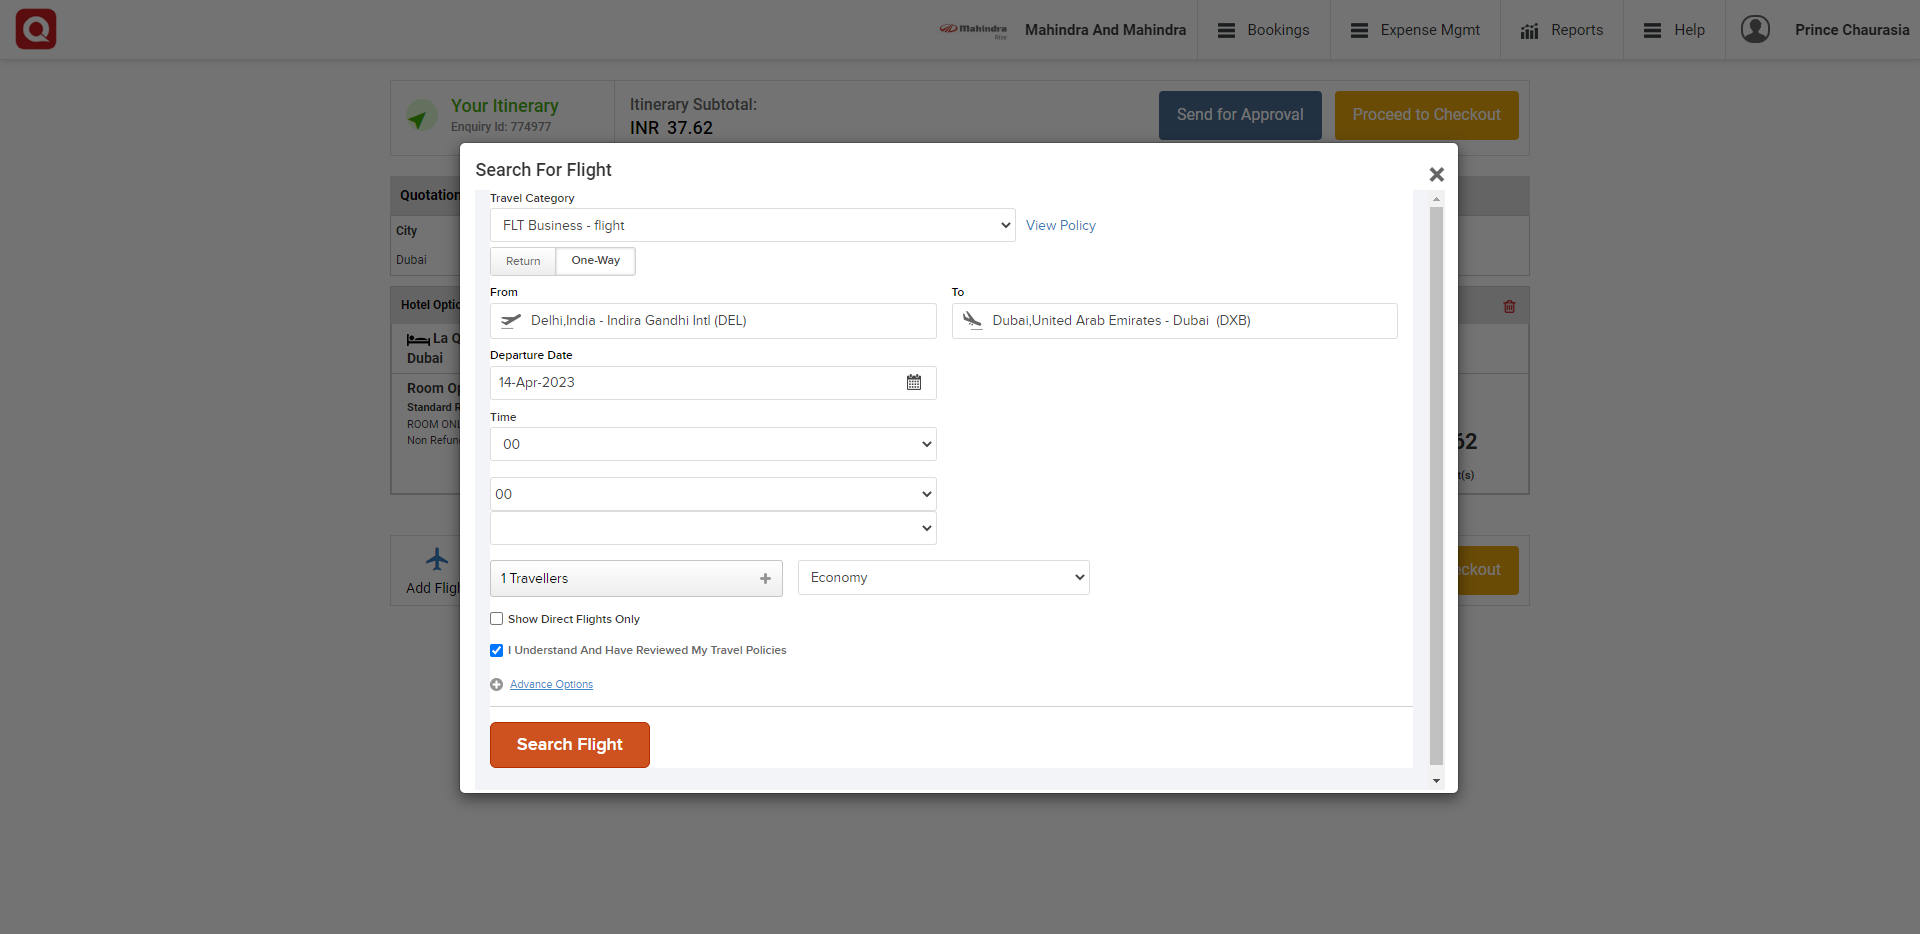 Mahindra
Rise
Mahindra And Mahindra
Bookings
Expense Mgmt
Reports
Help
Prince Chaurasia
Your Itinerary
Enquiry Id: 774977
Itinerary Subtotal:
INR 37.62
Send for Approval
Proceed to Checkout
Quotation
City
Dubai
Hotel Optio
La Q
Dubai
Room Op
Standard R
ROOM ONL
Non Refun
62
t(s)
Add Fligh
eckout
Search For Flight
Travel Category
FLT Business - flight
View Policy
Return
One-Way
From
To
Delhi,India - Indira Gandhi Intl (DEL)
Dubai,United Arab Emirates - Dubai (DXB)
Departure Date
14-Apr-2023
Time
00
00
1 Travellers
Economy
Show Direct Flights Only
I Understand And Have Reviewed My Travel Policies
Advance Options
Search Flight